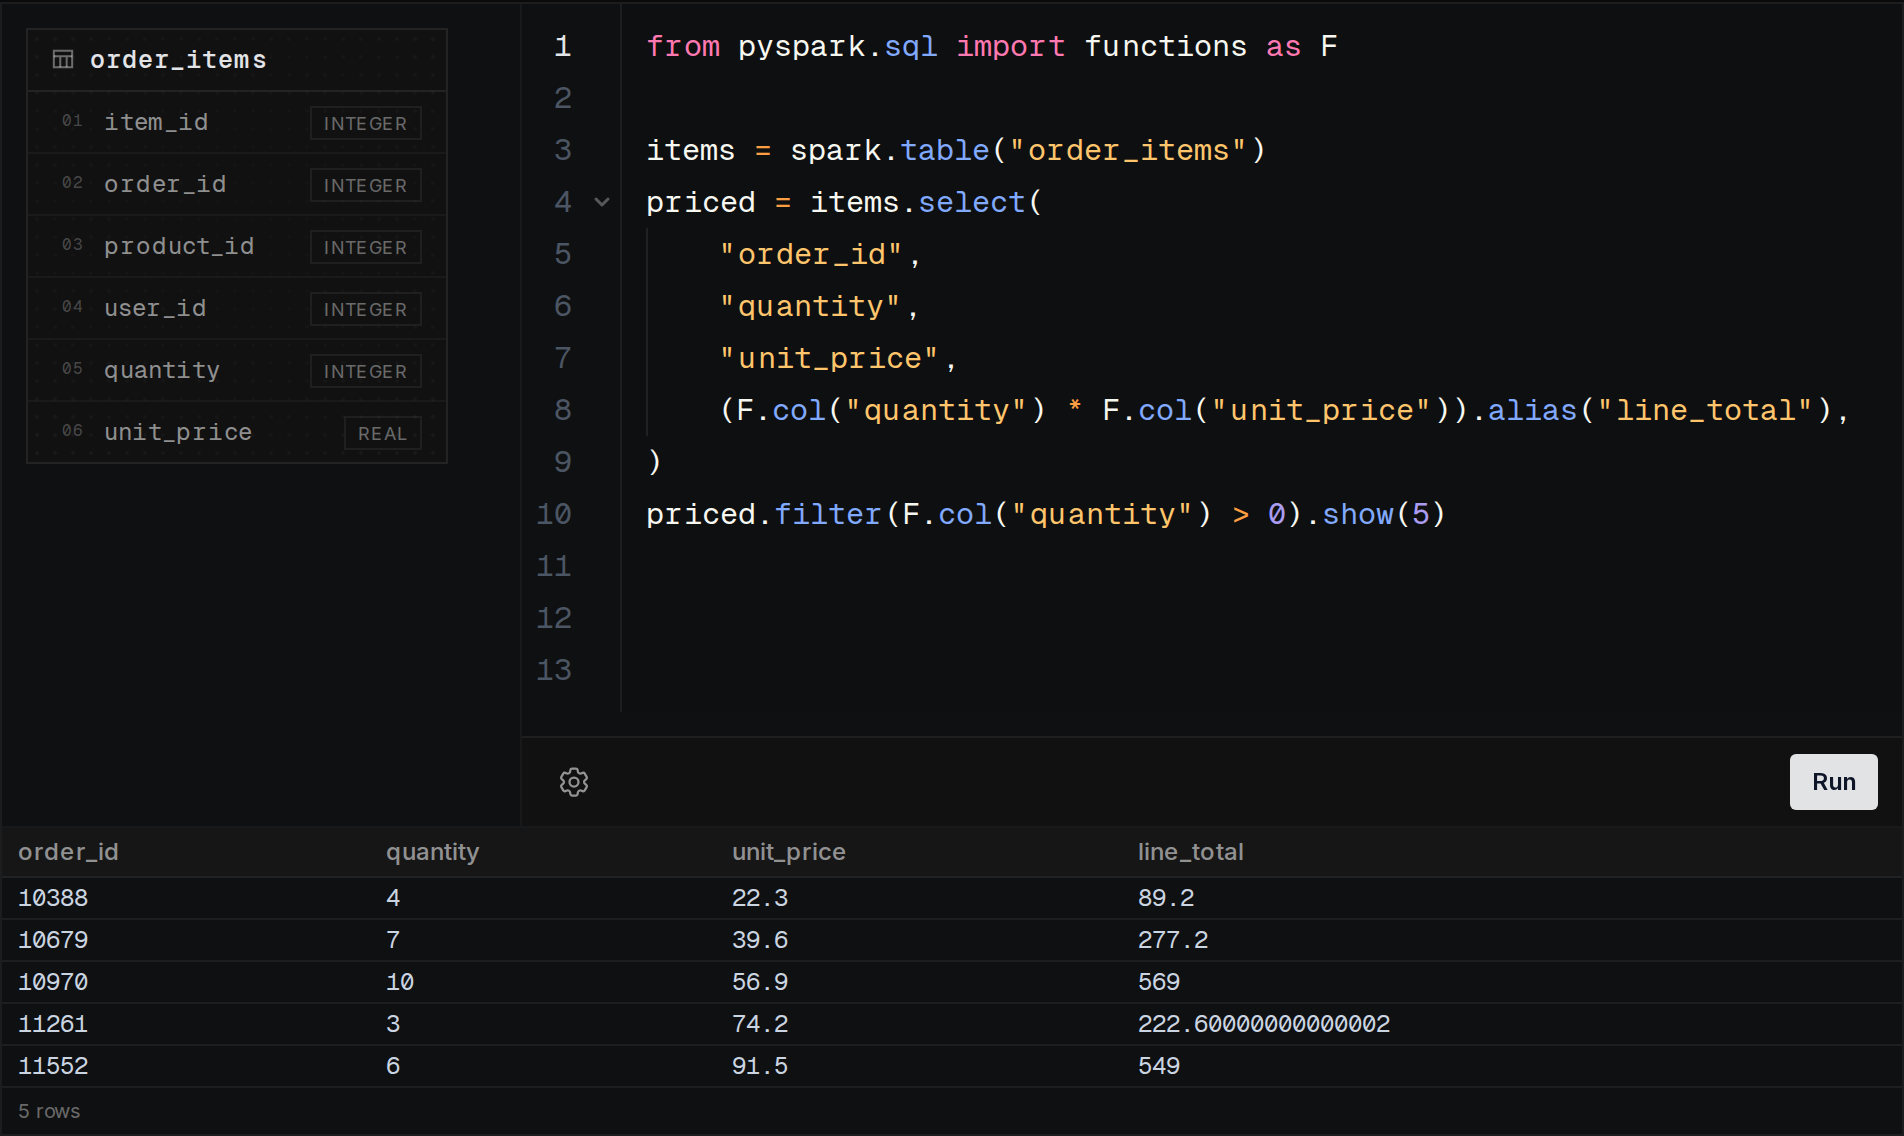 order_items
01 item_id INTEGER
02 order_id INTEGER
03 product_id INTEGER
04 user_id INTEGER
05 quantity INTEGER
06 unit_price REAL
1 from pyspark.sql import functions as F
2
3 items = spark.table("order_items")
4 priced = items.select(
5     "order_id",
6     "quantity",
7     "unit_price",
8     (F.col("quantity") * F.col("unit_price")).alias("line_total"),
9 )
10 priced.filter(F.col("quantity") > 0).show(5)
11
12
13
Run
order_id quantity unit_price line_total
10388 4 22.3 89.2
10679 7 39.6 277.2
10970 10 56.9 569
11261 3 74.2 222.60000000000002
11552 6 91.5 549
5 rows